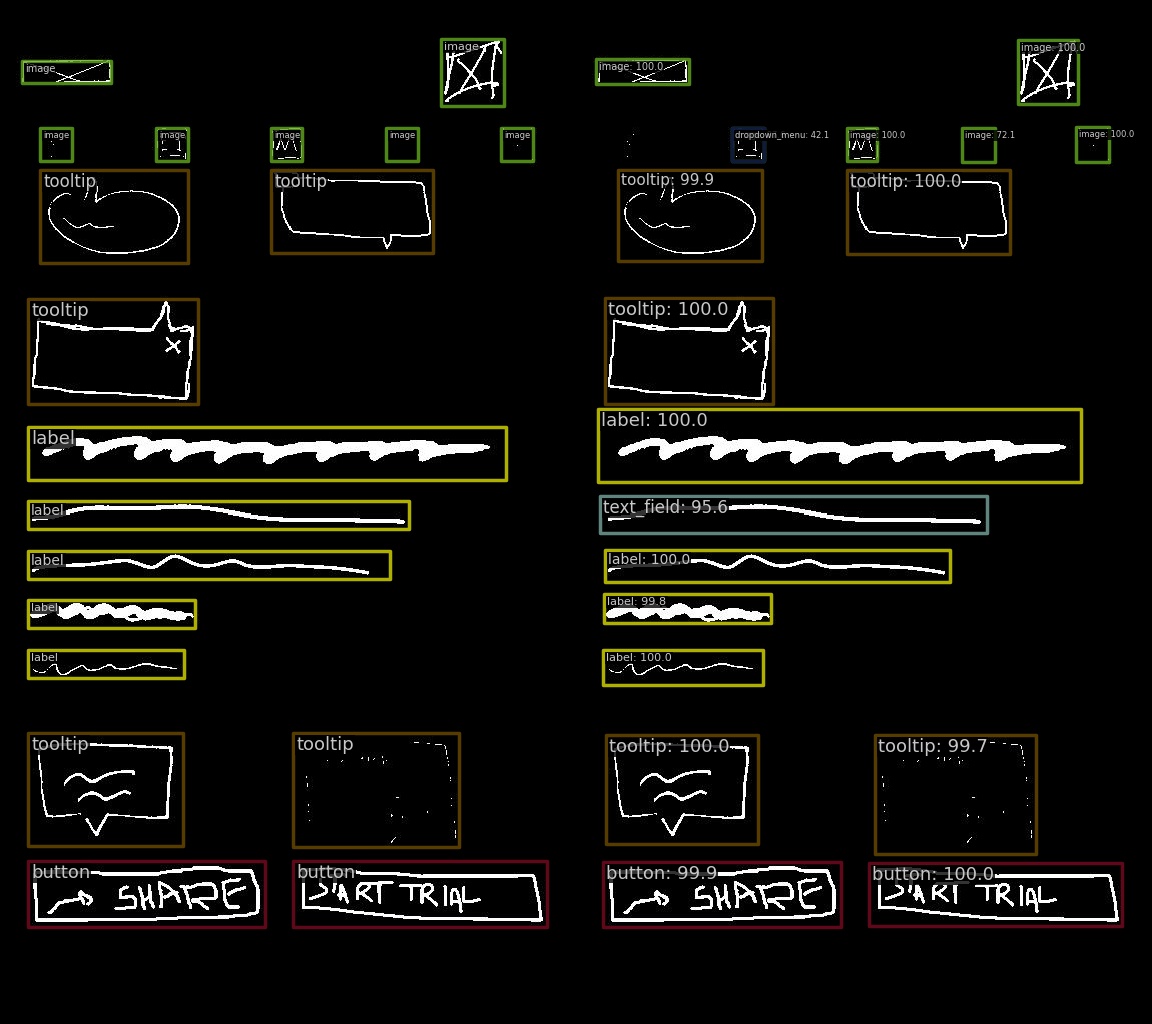 image image: 100.0
image image: 100.0
image image image image image dropdown_menu: 42.1 image: 100.0 image:72.1 image: 100.0
tooltip tooltip tooltip: 99.9 tooltip: 100.0
tooltip tooltip: 100.0
label label: 100.0
label text_field: 95.6
label label: 100.0
label label: 99.8
label label: 100.0
tooltip tooltip tooltip: 100.0 tooltip: 99.7
button button button: 99.9 button: 100.0
SHARE ART TRIAL SHARE ART TRIAL